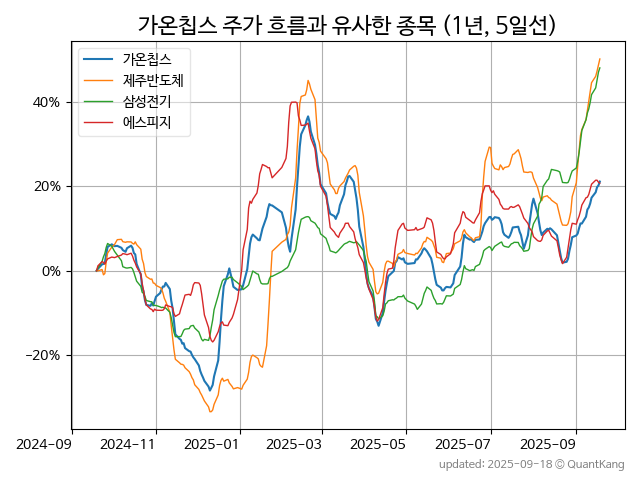 가온칩스 주가 흐름과 유사한 종목 (1년, 5일선)
가온칩스
제주반도체
삼성전기
에스피지
40%
20%
0%
−20%
2024-09 2024-11 2025-01 2025-03 2025-05 2025-07 2025-09
updated: 2025-09-18 © QuantKang